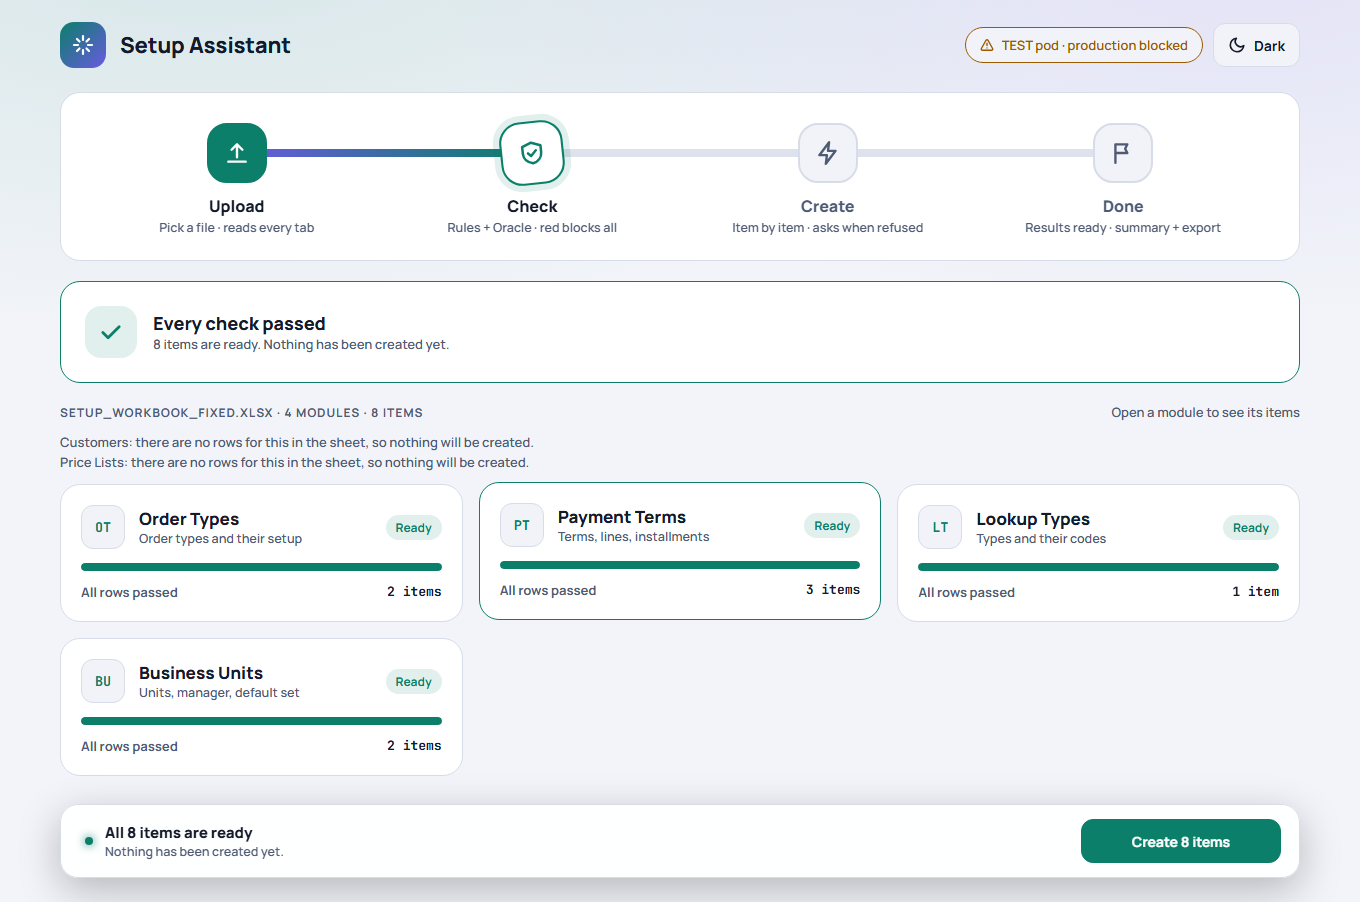 Setup Assistant
TEST pod · production blocked
Dark
Upload
Pick a file · reads every tab
Check
Rules + Oracle · red blocks all
Create
Item by item · asks when refused
Done
Results ready · summary + export
Every check passed
8 items are ready. Nothing has been created yet.
SETUP_WORKBOOK_FIXED.XLSX · 4 MODULES · 8 ITEMS
Open a module to see its items
Customers: there are no rows for this in the sheet, so nothing will be created.
Price Lists: there are no rows for this in the sheet, so nothing will be created.
OT
Order Types
Order types and their setup
Ready
All rows passed
2 items
PT
Payment Terms
Terms, lines, installments
Ready
All rows passed
3 items
LT
Lookup Types
Types and their codes
Ready
All rows passed
1 item
BU
Business Units
Units, manager, default set
Ready
All rows passed
2 items
All 8 items are ready
Nothing has been created yet.
Create 8 items